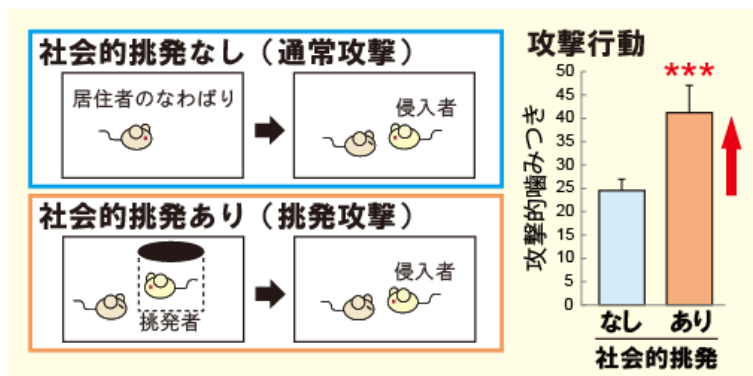 社会的挑発なし（通常攻撃）
居住者のなわばり
侵入者
社会的挑発あり（挑発攻撃）
挑発者
侵入者
攻撃行動
攻撃的噛みつき
50
45
40
35
30
25
20
15
10
5
0
***
なし あり
社会的挑発